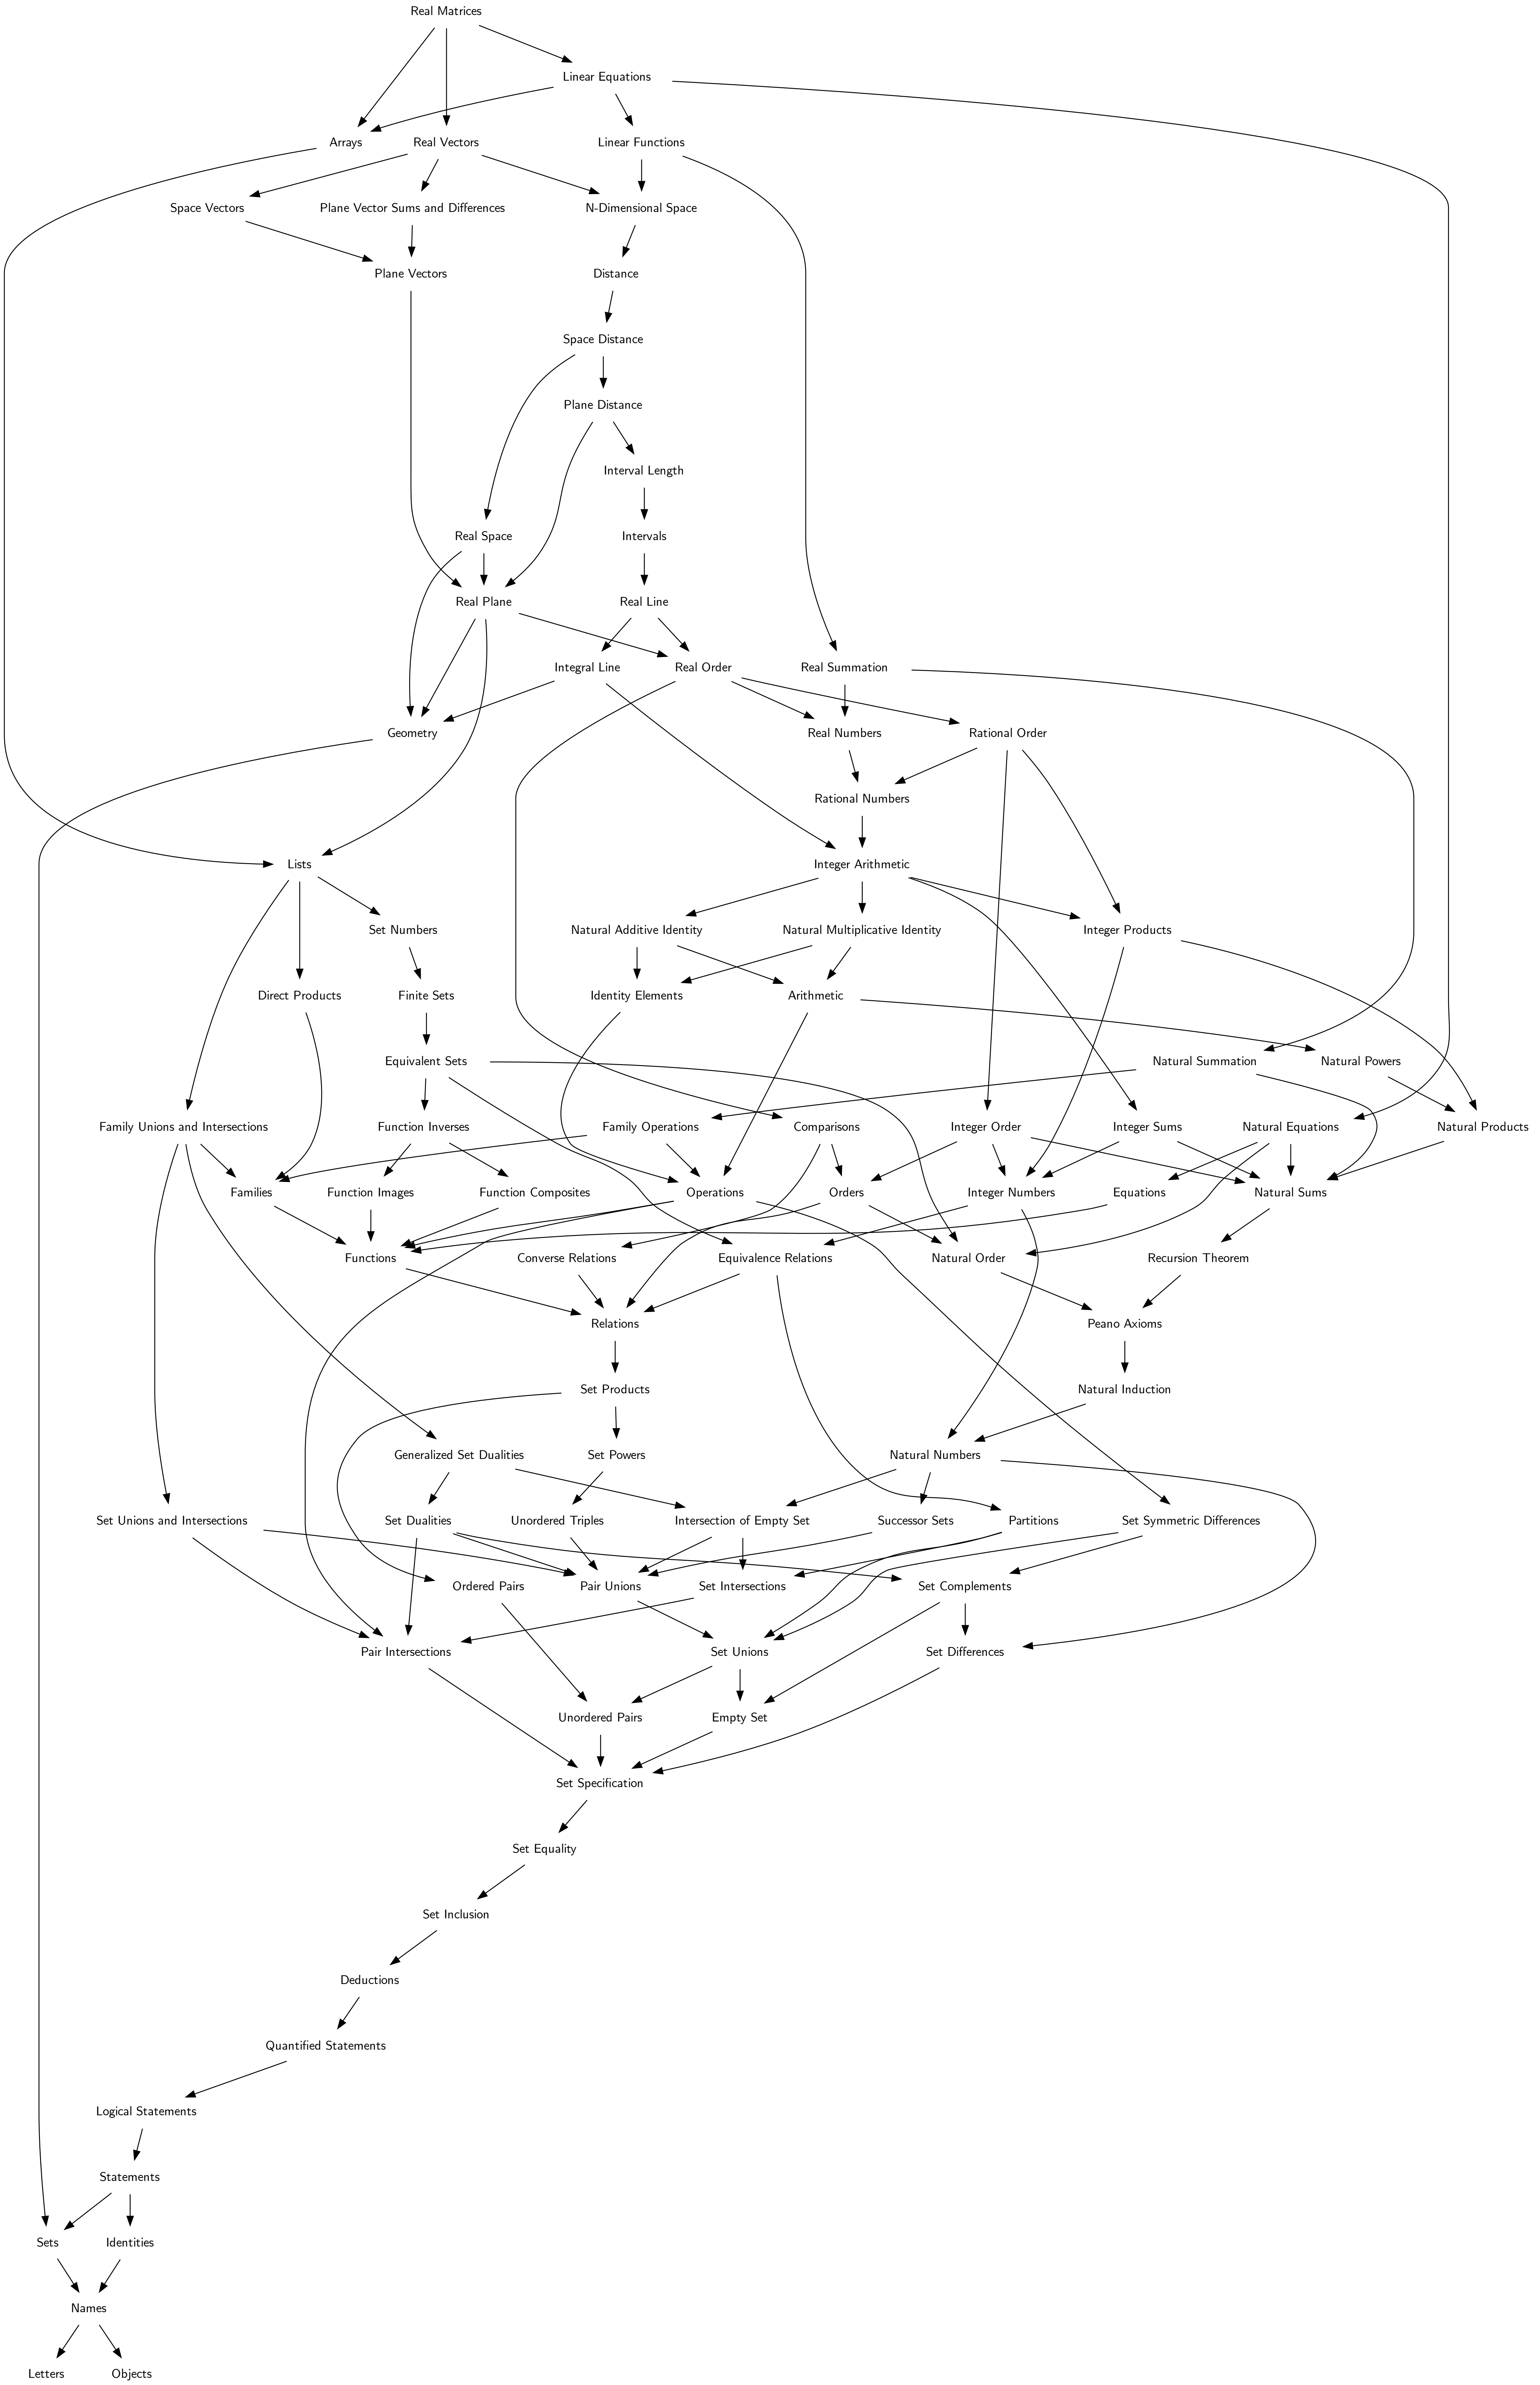 Real Matrices
Linear Equations
Arrays
Real Vectors
Linear Functions
Space Vectors
Plane Vector Sums and Differences
N-Dimensional Space
Plane Vectors
Distance
Space Distance
Plane Distance
Interval Length
Real Space
Intervals
Real Plane
Real Line
Integral Line
Real Order
Real Summation
Geometry
Real Numbers
Rational Order
Rational Numbers
Lists
Integer Arithmetic
Set Numbers
Natural Additive Identity
Natural Multiplicative Identity
Integer Products
Direct Products
Finite Sets
Identity Elements
Arithmetic
Equivalent Sets
Natural Summation
Natural Powers
Family Unions and Intersections
Function Inverses
Family Operations
Comparisons
Integer Order
Integer Sums
Natural Equations
Natural Products
Families
Function Images
Function Composites
Operations
Orders
Integer Numbers
Equations
Natural Sums
Functions
Converse Relations
Equivalence Relations
Natural Order
Recursion Theorem
Relations
Peano Axioms
Set Products
Natural Induction
Generalized Set Dualities
Set Powers
Natural Numbers
Set Unions and Intersections
Set Dualities
Unordered Triples
Intersection of Empty Set
Successor Sets
Partitions
Set Symmetric Differences
Ordered Pairs
Pair Unions
Set Intersections
Set Complements
Pair Intersections
Set Unions
Set Differences
Unordered Pairs
Empty Set
Set Specification
Set Equality
Set Inclusion
Deductions
Quantified Statements
Logical Statements
Statements
Sets
Identities
Names
Letters
Objects